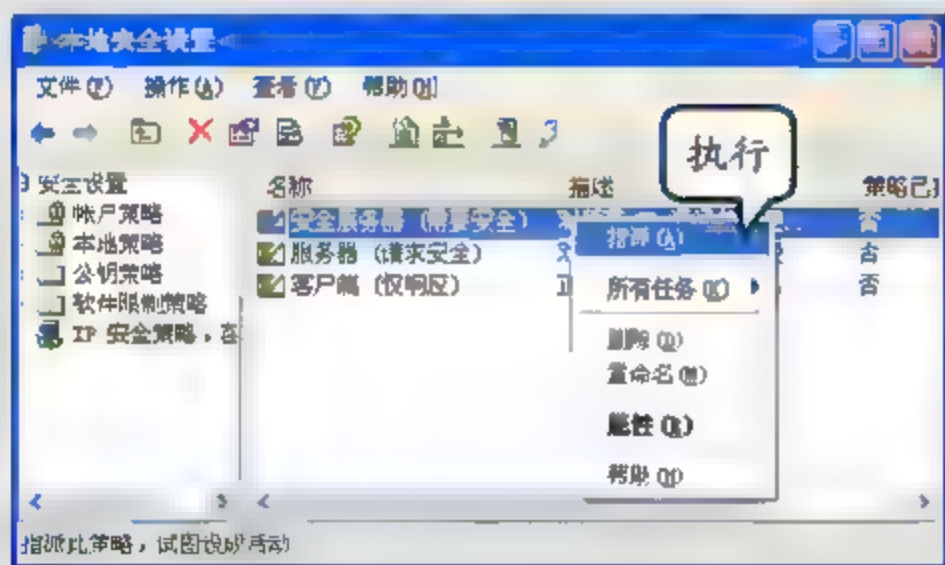 本地安全设置
文件(F) 操作(A) 查看(V) 帮助(H)
执行
安全设置
帐户策略
本地策略
公钥策略
软件限制策略
IP 安全策略，在
名称 描述 策略已
安全服务器 (需要安全) 否
服务器 (请求安全) 否
客户端 (仅响应) 否
指派(A)
所有任务(K)
删除(D)
重命名(M)
属性(R)
帮助(H)
指派此策略，试图设成活动